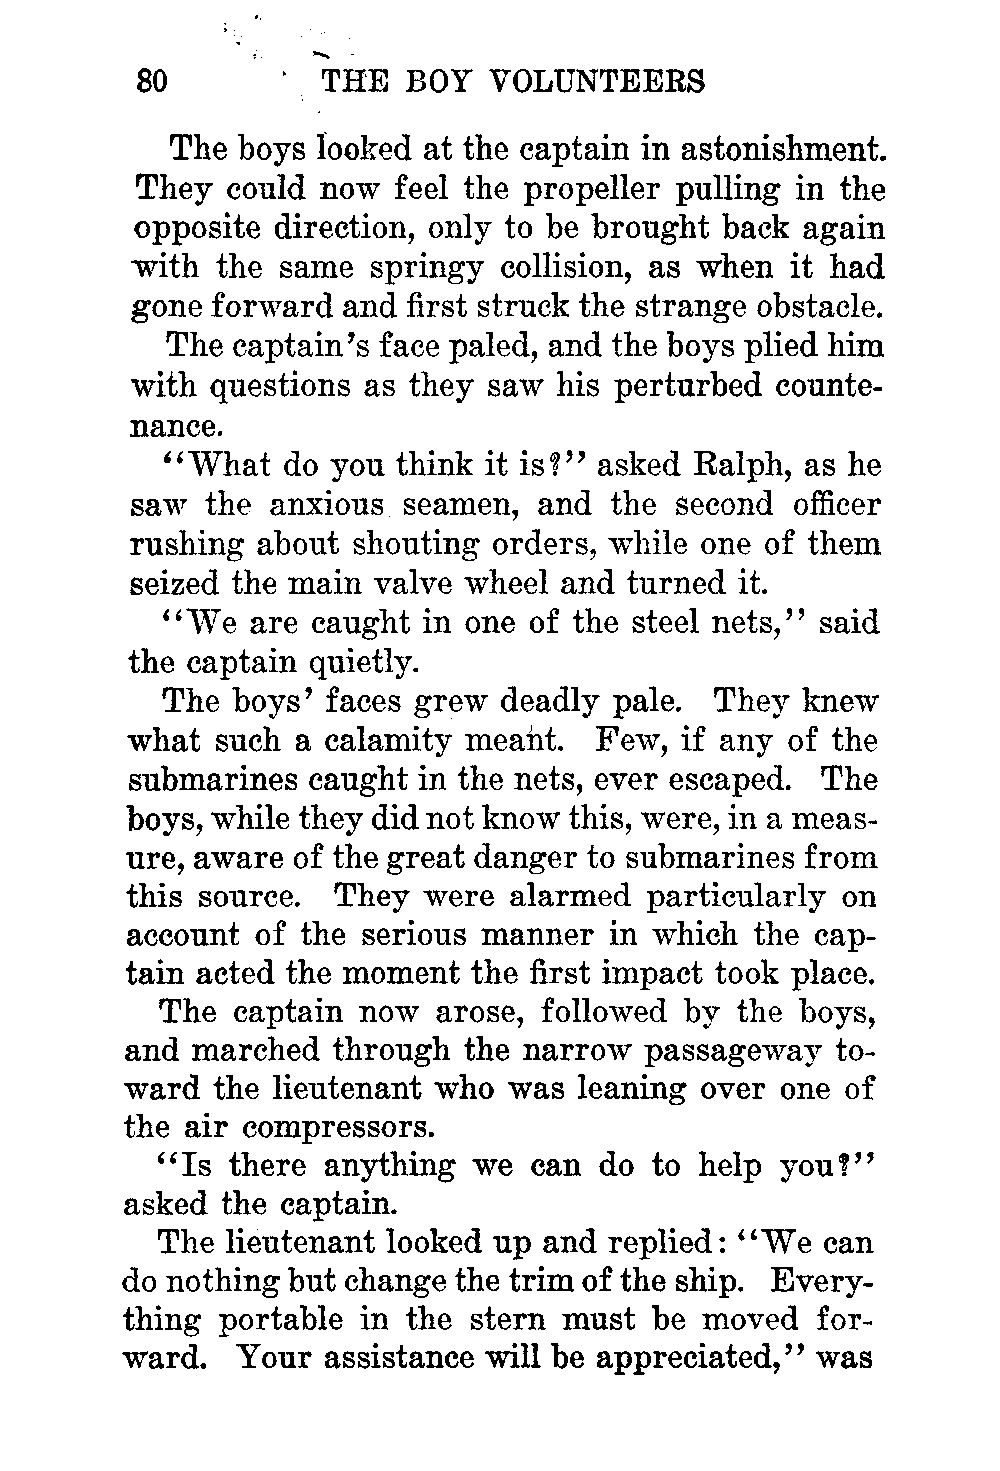 80 THE BOY VOLUNTEERS
The boys looked at the captain in astonishment.
They could now feel the propeller pulling in the
opposite direction, only to be brought back again
with the same springy collision, as when it had
gone forward and first struck the strange obstacle.
The captain's face paled, and the boys plied him
with questions as they saw his perturbed counte-
nance.
"What do you think it is?" asked Ralph, as he
saw the anxious seamen, and the second officer
rushing about shouting orders, while one of them
seized the main valve wheel and turned it.
"We are caught in one of the steel nets," said
the captain quietly.
The boys' faces grew deadly pale. They knew
what such a calamity meant. Few, if any of the
submarines caught in the nets, ever escaped. The
boys, while they did not know this, were, in a meas-
ure, aware of the great danger to submarines from
this source. They were alarmed particularly on
account of the serious manner in which the cap-
tain acted the moment the first impact took place.
The captain now arose, followed by the boys,
and marched through the narrow passageway to-
ward the lieutenant who was leaning over one of
the air compressors.
"Is there anything we can do to help you?"
asked the captain.
The lieutenant looked up and replied: "We can
do nothing but change the trim of the ship. Every-
thing portable in the stern must be moved for-
ward. Your assistance will be appreciated," was